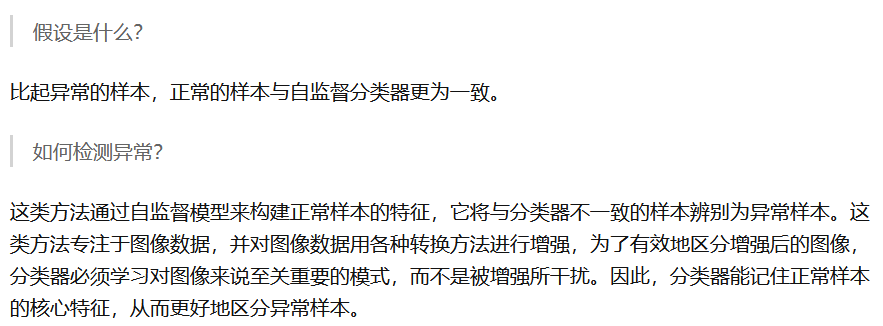 假设是什么？
比起异常的样本，正常的样本与自监督分类器更为一致。
如何检测异常？
这类方法通过自监督模型来构建正常样本的特征，它将与分类器不一致的样本辨别为异常样本。这
类方法专注于图像数据，并对图像数据用各种转换方法进行增强，为了有效地区分增强后的图像，
分类器必须学习对图像来说至关重要的模式，而不是被增强所干扰。因此，分类器能记住正常样本
的核心特征，从而更好地区分异常样本。